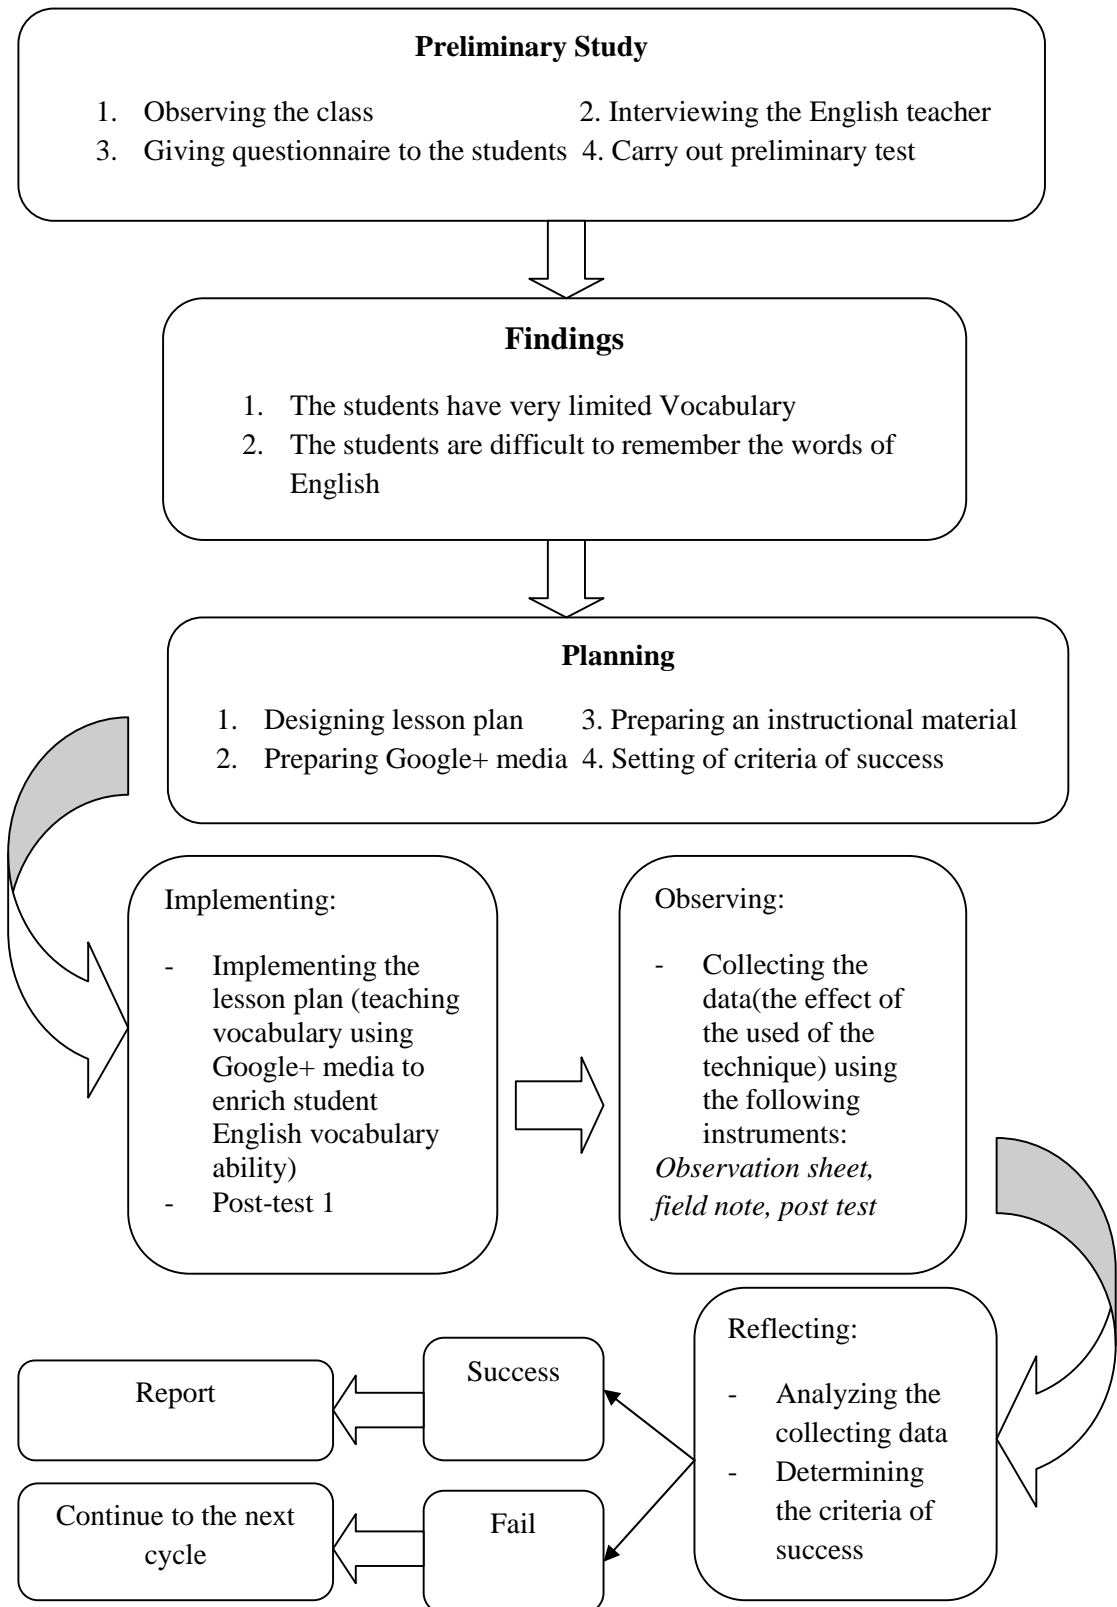 Preliminary Study
1. Observing the class 2. Interviewing the English teacher
3. Giving questionnaire to the students 4. Carry out preliminary test
Findings
1. The students have very limited Vocabulary
2. The students are difficult to remember the words of
English
Planning
1. Designing lesson plan 3. Preparing an instructional material
2. Preparing Google+ media 4. Setting of criteria of success
Implementing:
- Implementing the
lesson plan (teaching
vocabulary using
Google+ media to
enrich student
English vocabulary
ability)
- Post-test 1
Observing:
- Collecting the
data(the effect of
the used of the
technique) using
the following
instruments:
Observation sheet,
field note, post test
Reflecting:
- Analyzing the
collecting data
- Determining
the criteria of
success
Success
Report
Fail
Continue to the next
cycle